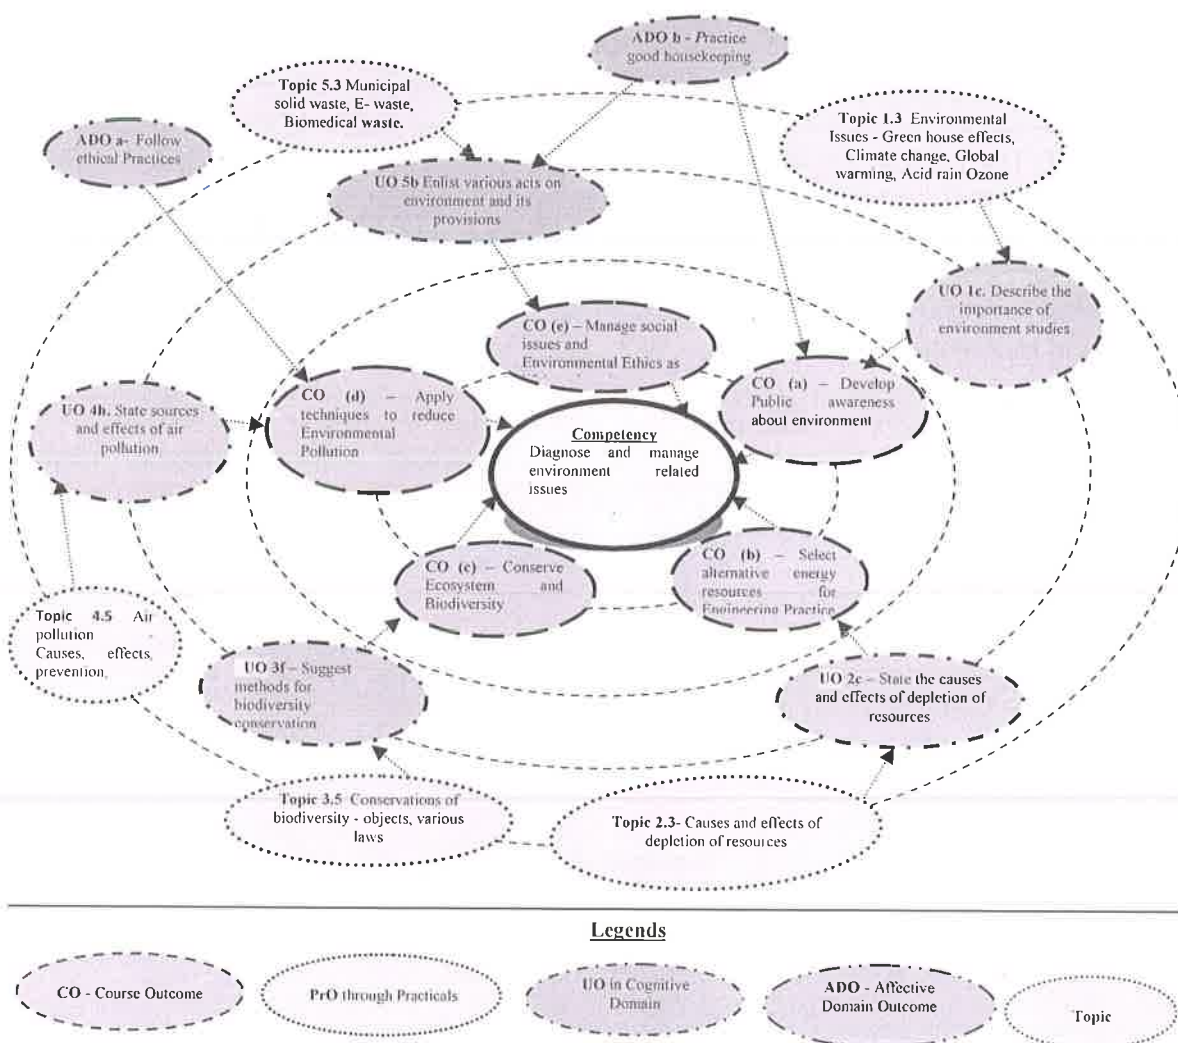 ADO b - Practice
good housekeeping
Topic 5.3 Municipal
solid waste, E- waste,
Biomedical waste.
Topic 1.3 Environmental
Issues - Green house effects,
Climate change, Global
warming, Acid rain Ozone
ADO a- Follow
ethical Practices
UO 5b Enlist various acts on
environment and its
provisions
UO 1c. Describe the
importance of
environment studies
CO (e) – Manage social
issues and
Environmental Ethics as
CO (d) – Apply
techniques to reduce
Environmental
Pollution
CO (a) – Develop
Public awareness
about environment
UO 4h. State sources
and effects of air
pollution
Competency
Diagnose and manage
environment related
issues
CO (c) – Conserve
Ecosystem and
Biodiversity
CO (b) – Select
alternative energy
resources for
Engineering Practice
Topic 4.5 Air
pollution
Causes, effects,
prevention,
UO 3f – Suggest
methods for
biodiversity
conservation
UO 2c – State the causes
and effects of depletion of
resources
Topic 3.5 Conservations of
biodiversity - objects, various
laws
Topic 2.3- Causes and effects of
depletion of resources
Legends
CO - Course Outcome
PrO through Practicals
UO in Cognitive
Domain
ADO - Affective
Domain Outcome
Topic